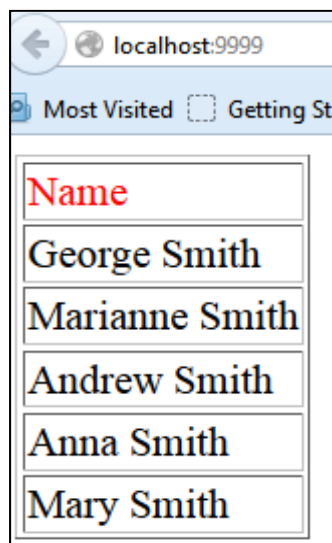 localhost:9999
Most Visited Getting St
Name
George Smith
Marianne Smith
Andrew Smith
Anna Smith
Mary Smith